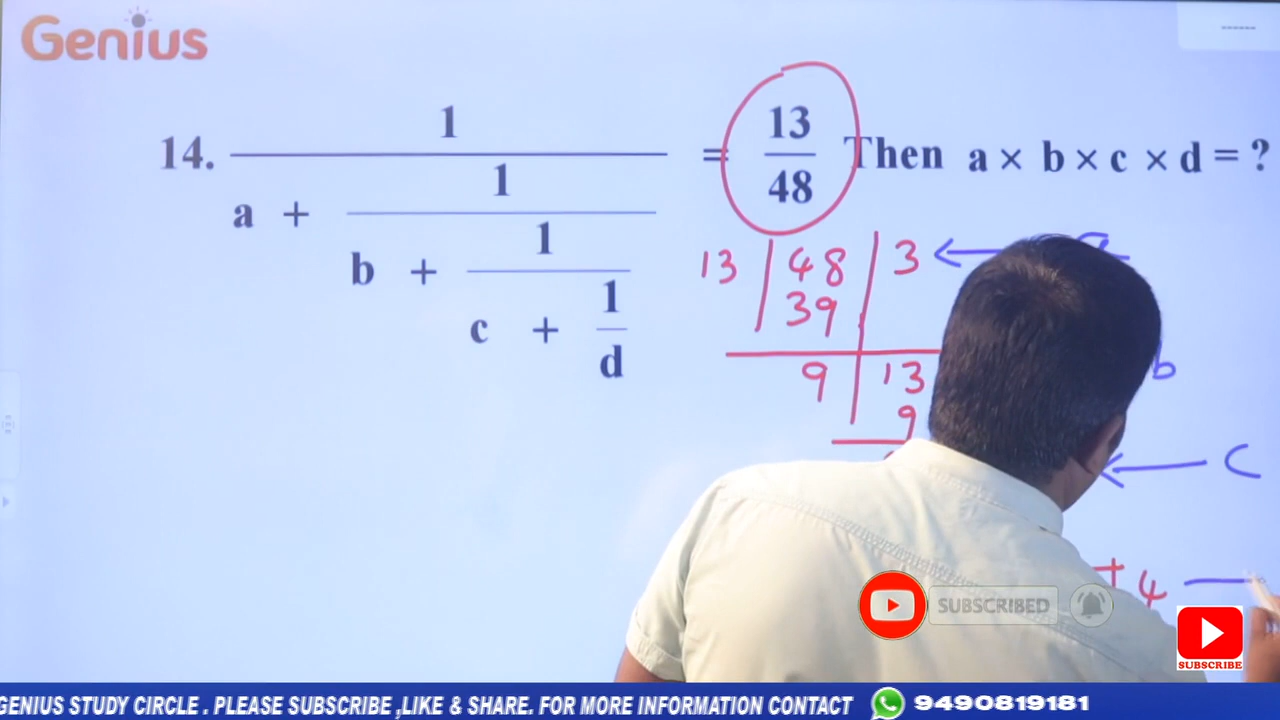 Genius
14. 1 / a + 1 / b + 1 / c + 1 / d = 13 / 48 Then a × b × c × d = ?
13 | 48 | 3 ←
39
9 | 13
9
b
← C
4 —
SUBSCRIBED
SUBSCRIBE
GENIUS STUDY CIRCLE . PLEASE SUBSCRIBE ,LIKE & SHARE. FOR MORE INFORMATION CONTACT 9490819181